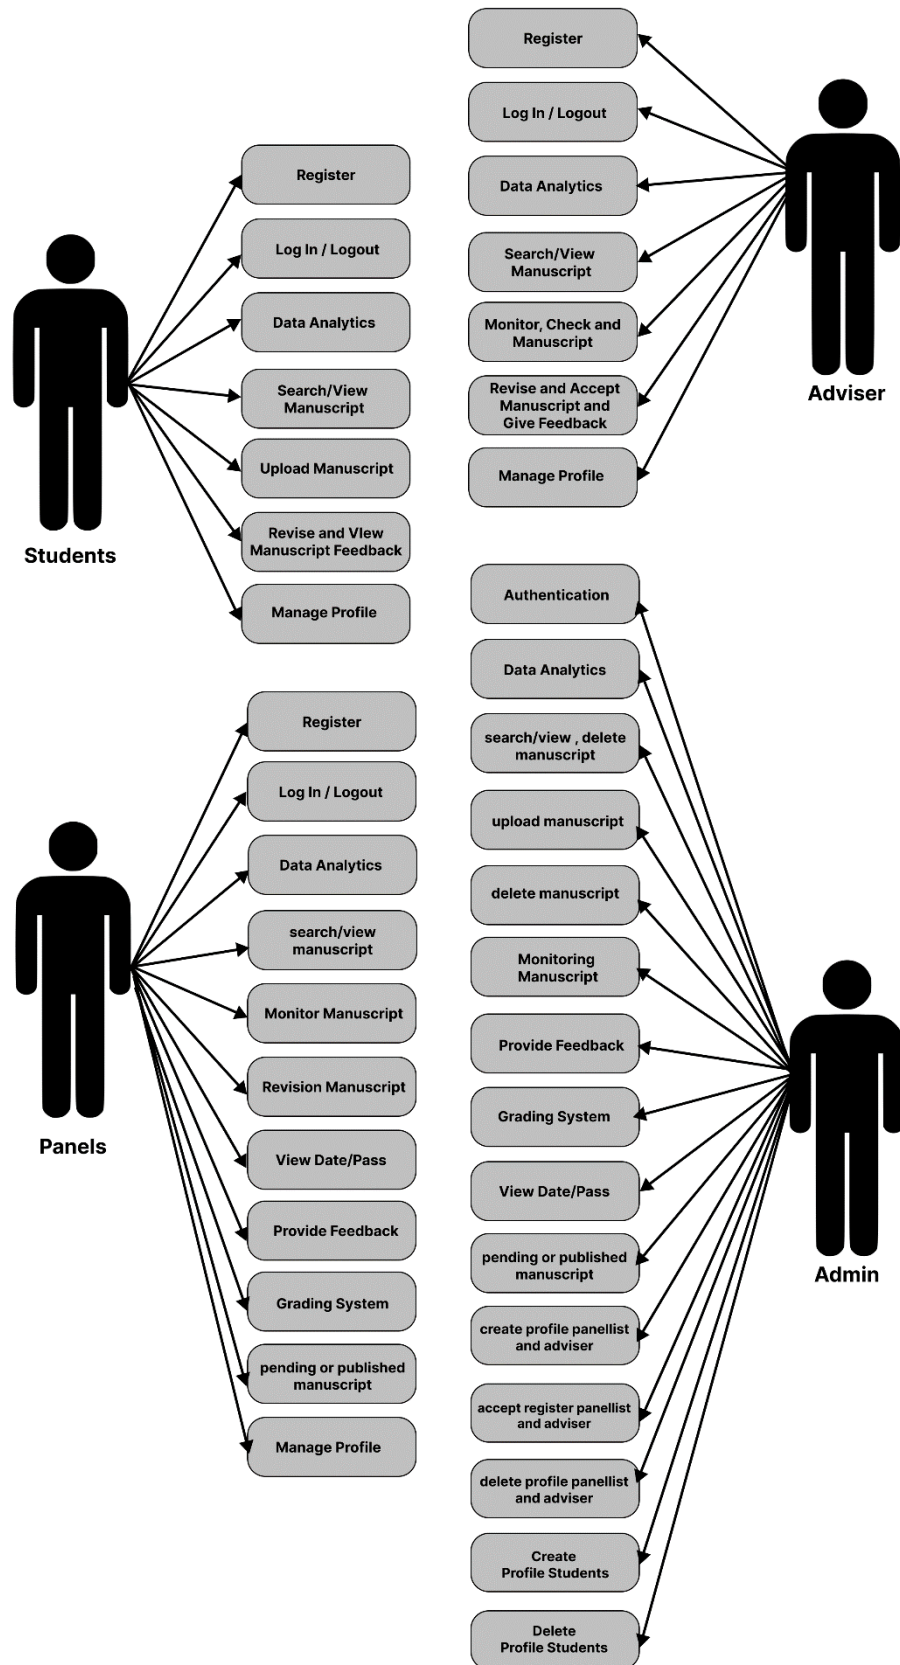 Register
Log In / Logout
Data Analytics
Search/View
Manuscript
Upload Manuscript
Revise and VIew
Manuscript Feedback
Manage Profile
Students
Register
Log In / Logout
Data Analytics
Search/View
Manuscript
Monitor, Check and
Manuscript
Revise and Accept
Manuscript and
Give Feedback
Manage Profile
Adviser
Register
Log In / Logout
Data Analytics
search/view
manuscript
Monitor Manuscript
Revision Manuscript
View Date/Pass
Provide Feedback
Grading System
pending or published
manuscript
Manage Profile
Panels
Authentication
Data Analytics
search/view , delete
manuscript
upload manuscript
delete manuscript
Monitoring
Manuscript
Provide Feedback
Grading System
View Date/Pass
pending or published
manuscript
create profile panellist
and adviser
accept register panellist
and adviser
delete profile panellist
and adviser
Create
Profile Students
Delete
Profile Students
Admin